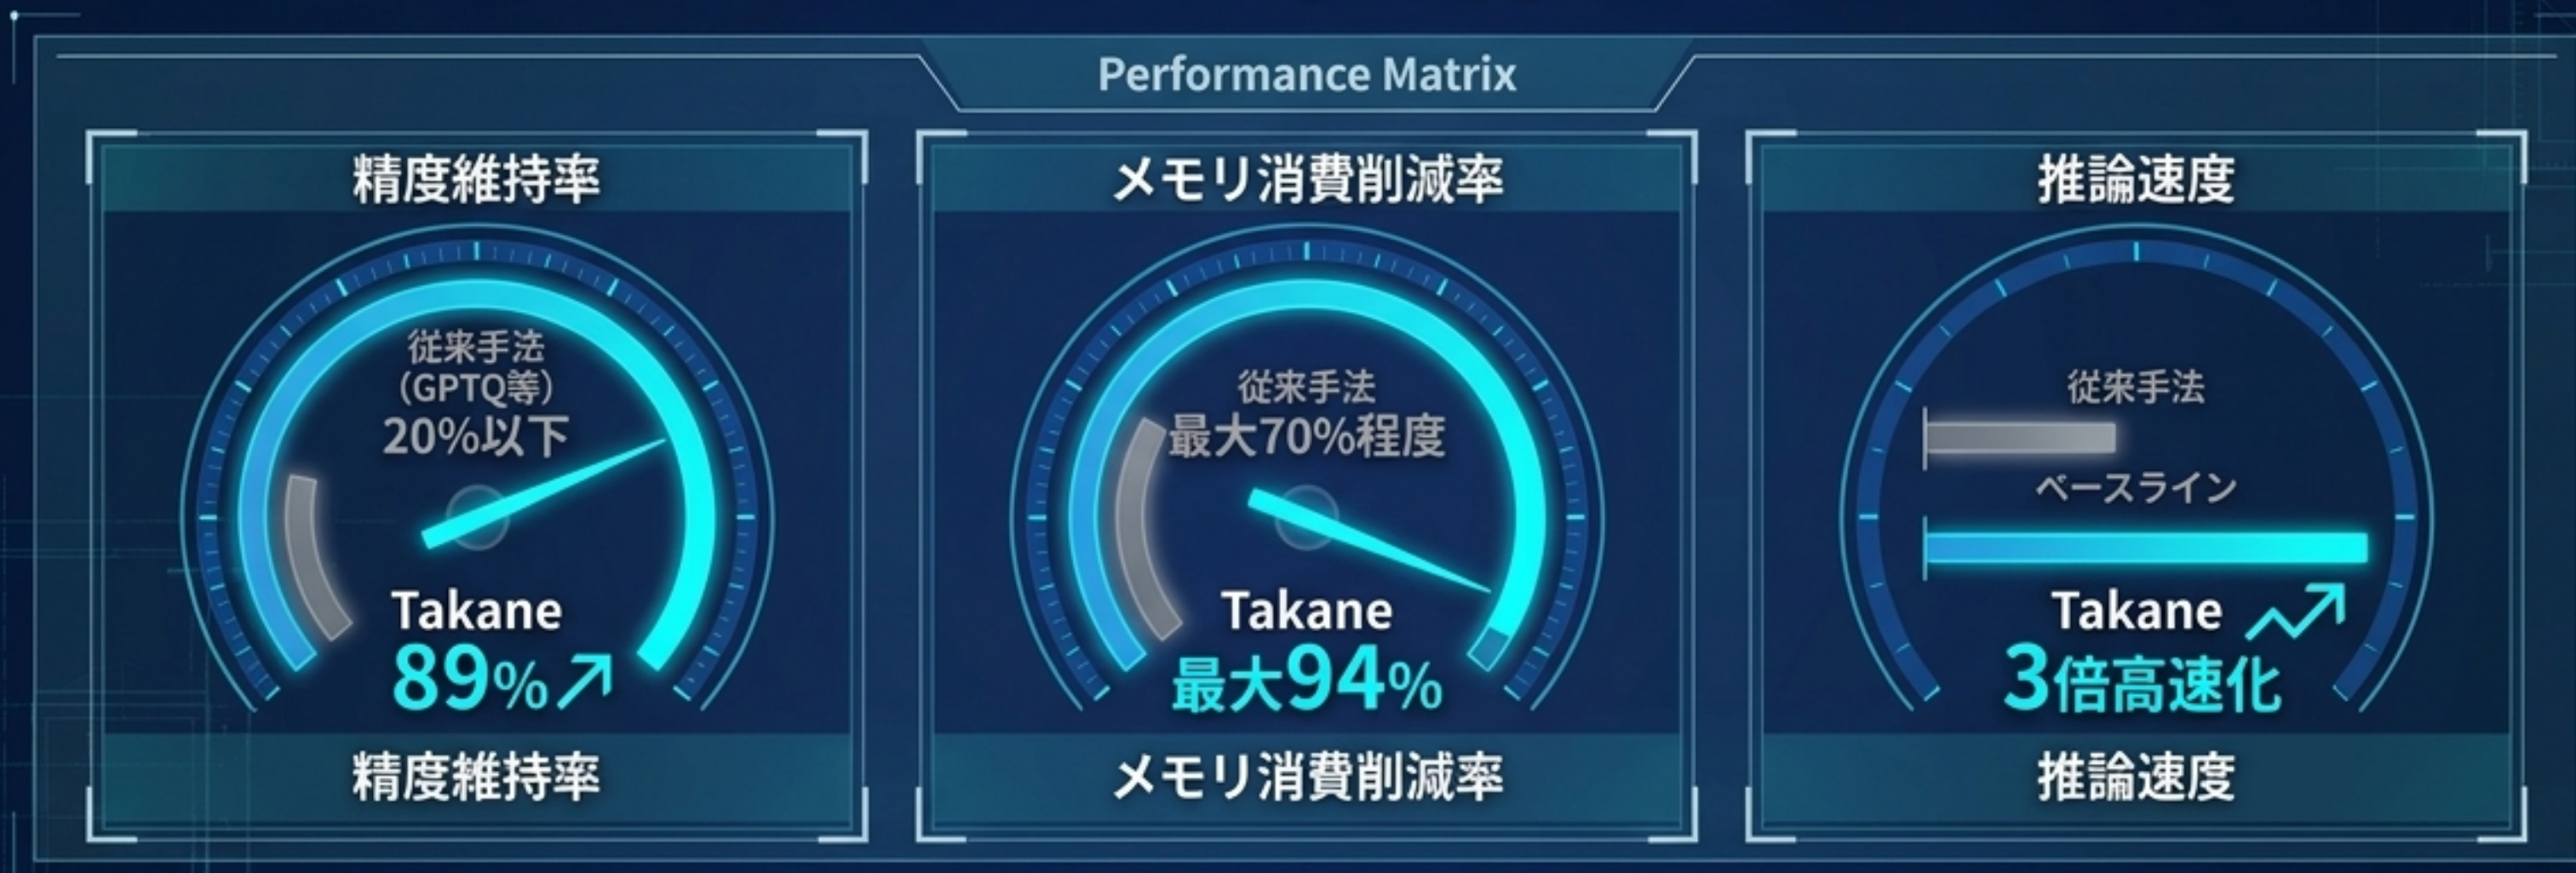 Performance Matrix
精度維持率
従来手法
(GPTQ等)
20%以下
Takane
89%
精度維持率
メモリ消費削減率
従来手法
最大70%程度
Takane
最大94%
メモリ消費削減率
推論速度
従来手法
ベースライン
Takane
3倍高速化
推論速度